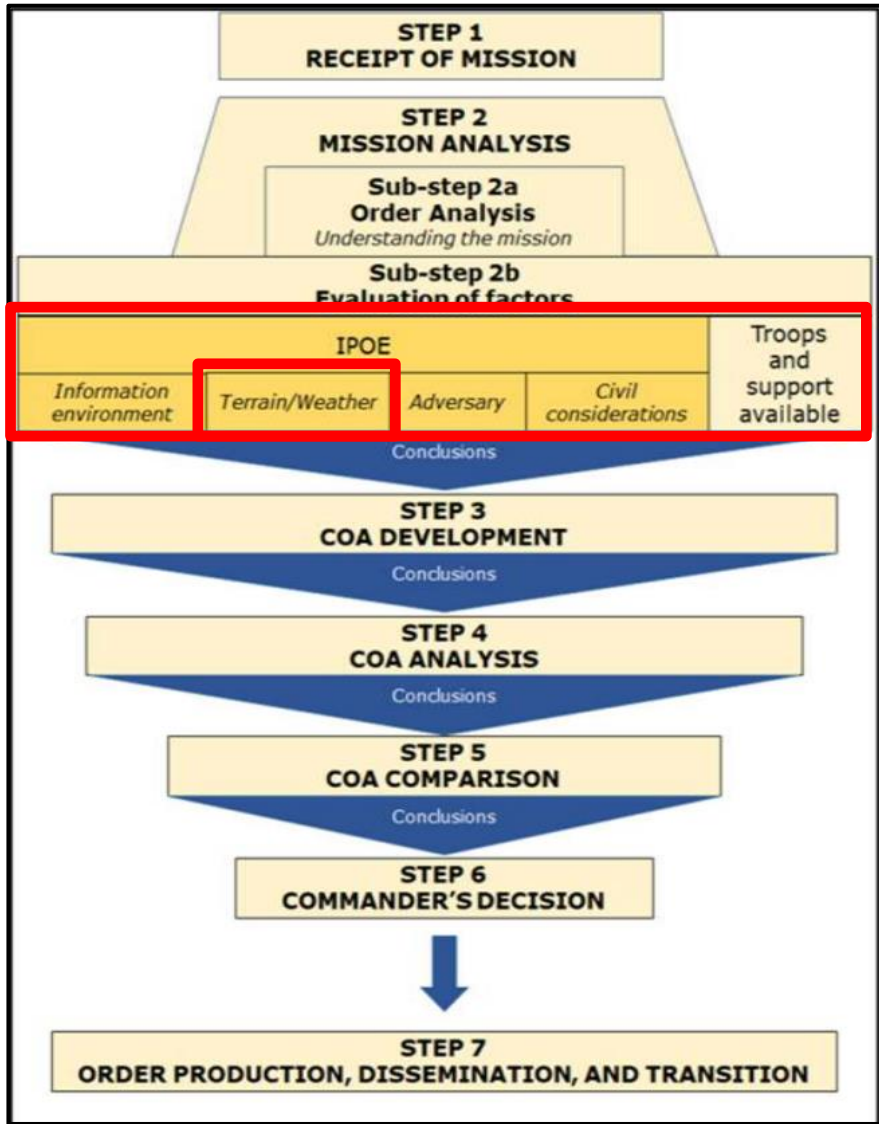 STEP 1
RECEIPT OF MISSION
STEP 2
MISSION ANALYSIS
Sub-step 2a
Order Analysis
Understanding the mission
Sub-step 2b
Evaluation of factors
IPOE
Information
environment
Terrain/Weather
Adversary
Civil
considerations
Troops
and
support
available
Conclusions
STEP 3
COA DEVELOPMENT
Conclusions
STEP 4
COA ANALYSIS
Conclusions
STEP 5
COA COMPARISON
Conclusions
STEP 6
COMMANDER'S DECISION
STEP 7
ORDER PRODUCTION, DISSEMINATION, AND TRANSITION